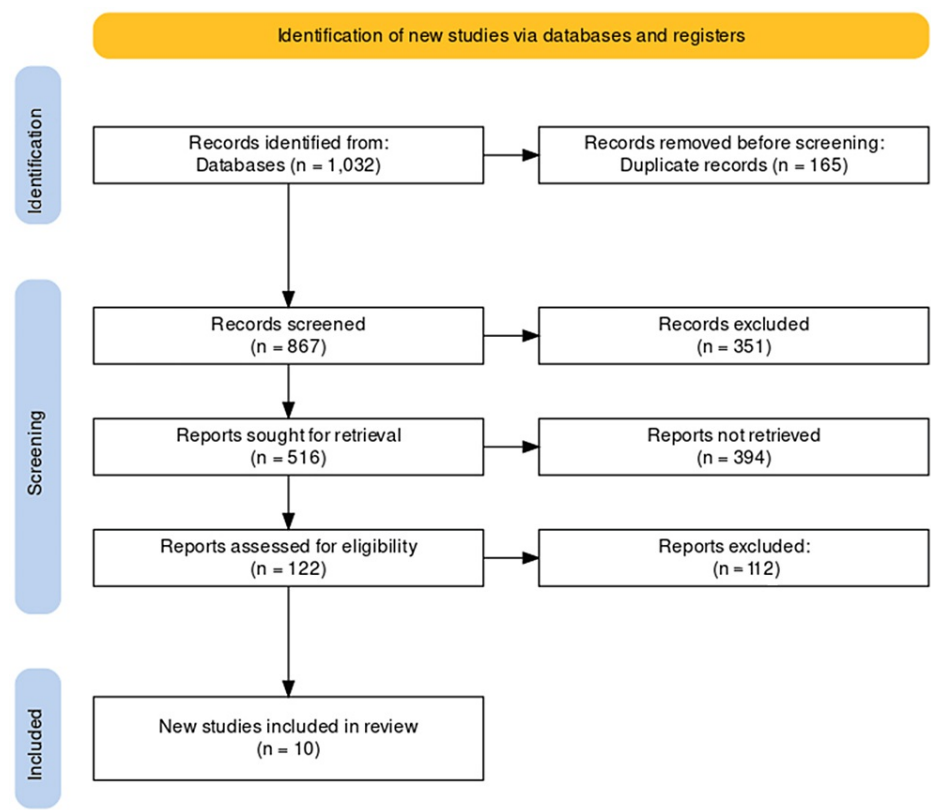 Identification of new studies via databases and registers
Identification
Records identified from:
Databases (n = 1,032)
Records removed before screening:
Duplicate records (n = 165)
Screening
Records screened
(n = 867)
Records excluded
(n = 351)
Reports sought for retrieval
(n = 516)
Reports not retrieved
(n = 394)
Reports assessed for eligibility
(n = 122)
Reports excluded:
(n = 112)
Included
New studies included in review
(n = 10)